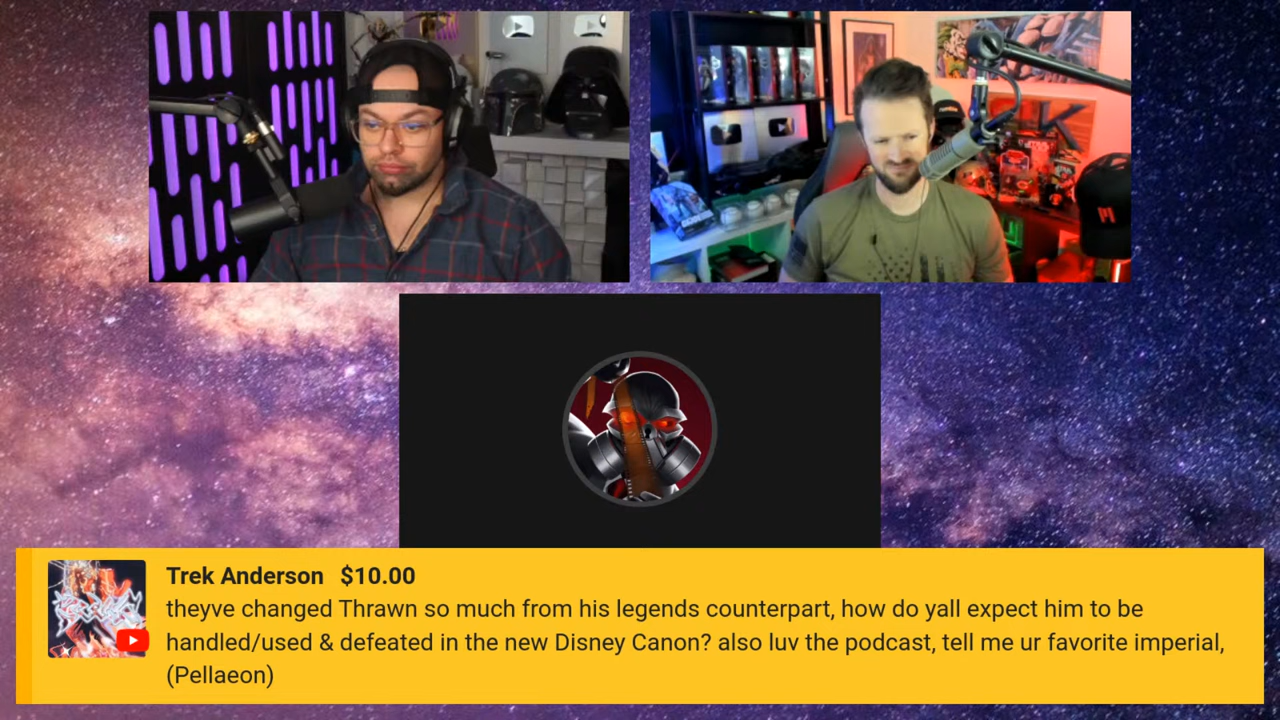 Trek Anderson $10.00
theyve changed Thrawn so much from his legends counterpart, how do yall expect him to be
handled/used & defeated in the new Disney Canon? also luv the podcast, tell me ur favorite imperial,
(Pellaeon)